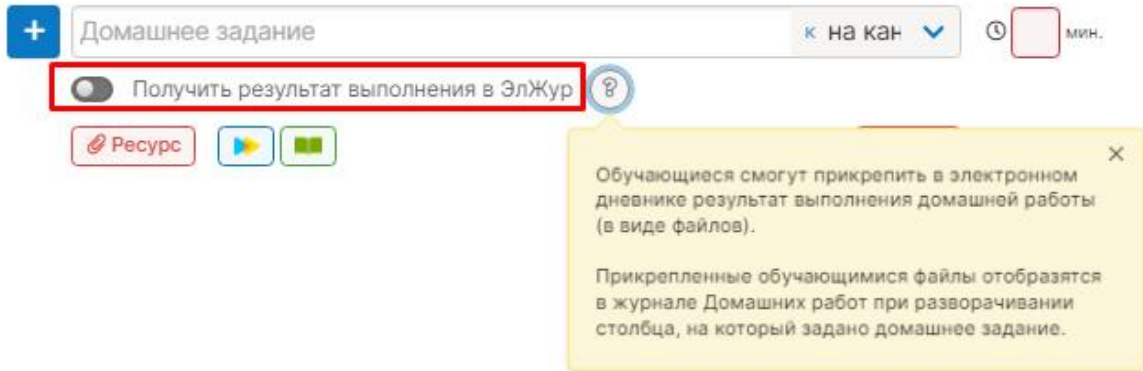 + Домашнее задание к на кан мин.
Получить результат выполнения в ЭлЖур ?
Ресурс
Обучающиеся смогут прикрепить в электронном
дневнике результат выполнения домашней работы
(в виде файлов).
Прикрепленные обучающимися файлы отобразятся
в журнале Домашних работ при разворачивании
столбца, на который задано домашнее задание.